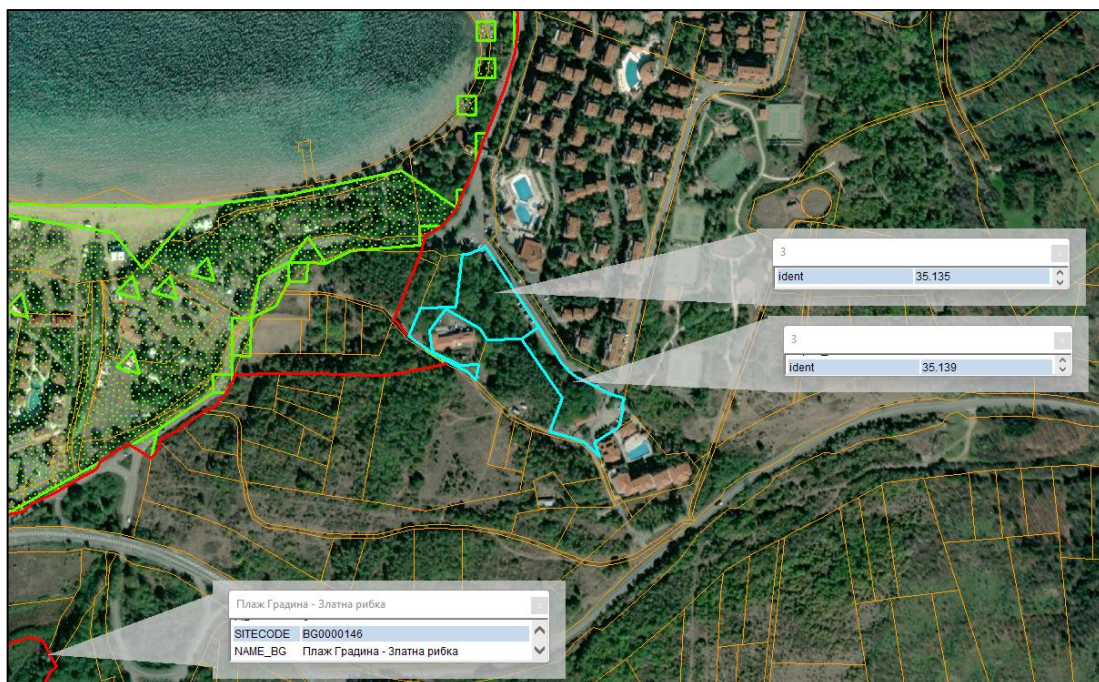 3
ident 35.135
3
ident 35.139
Плаж Градина - Златна рибка
SITECODE BG0000146
NAME_BG Плаж Градина - Златна рибка